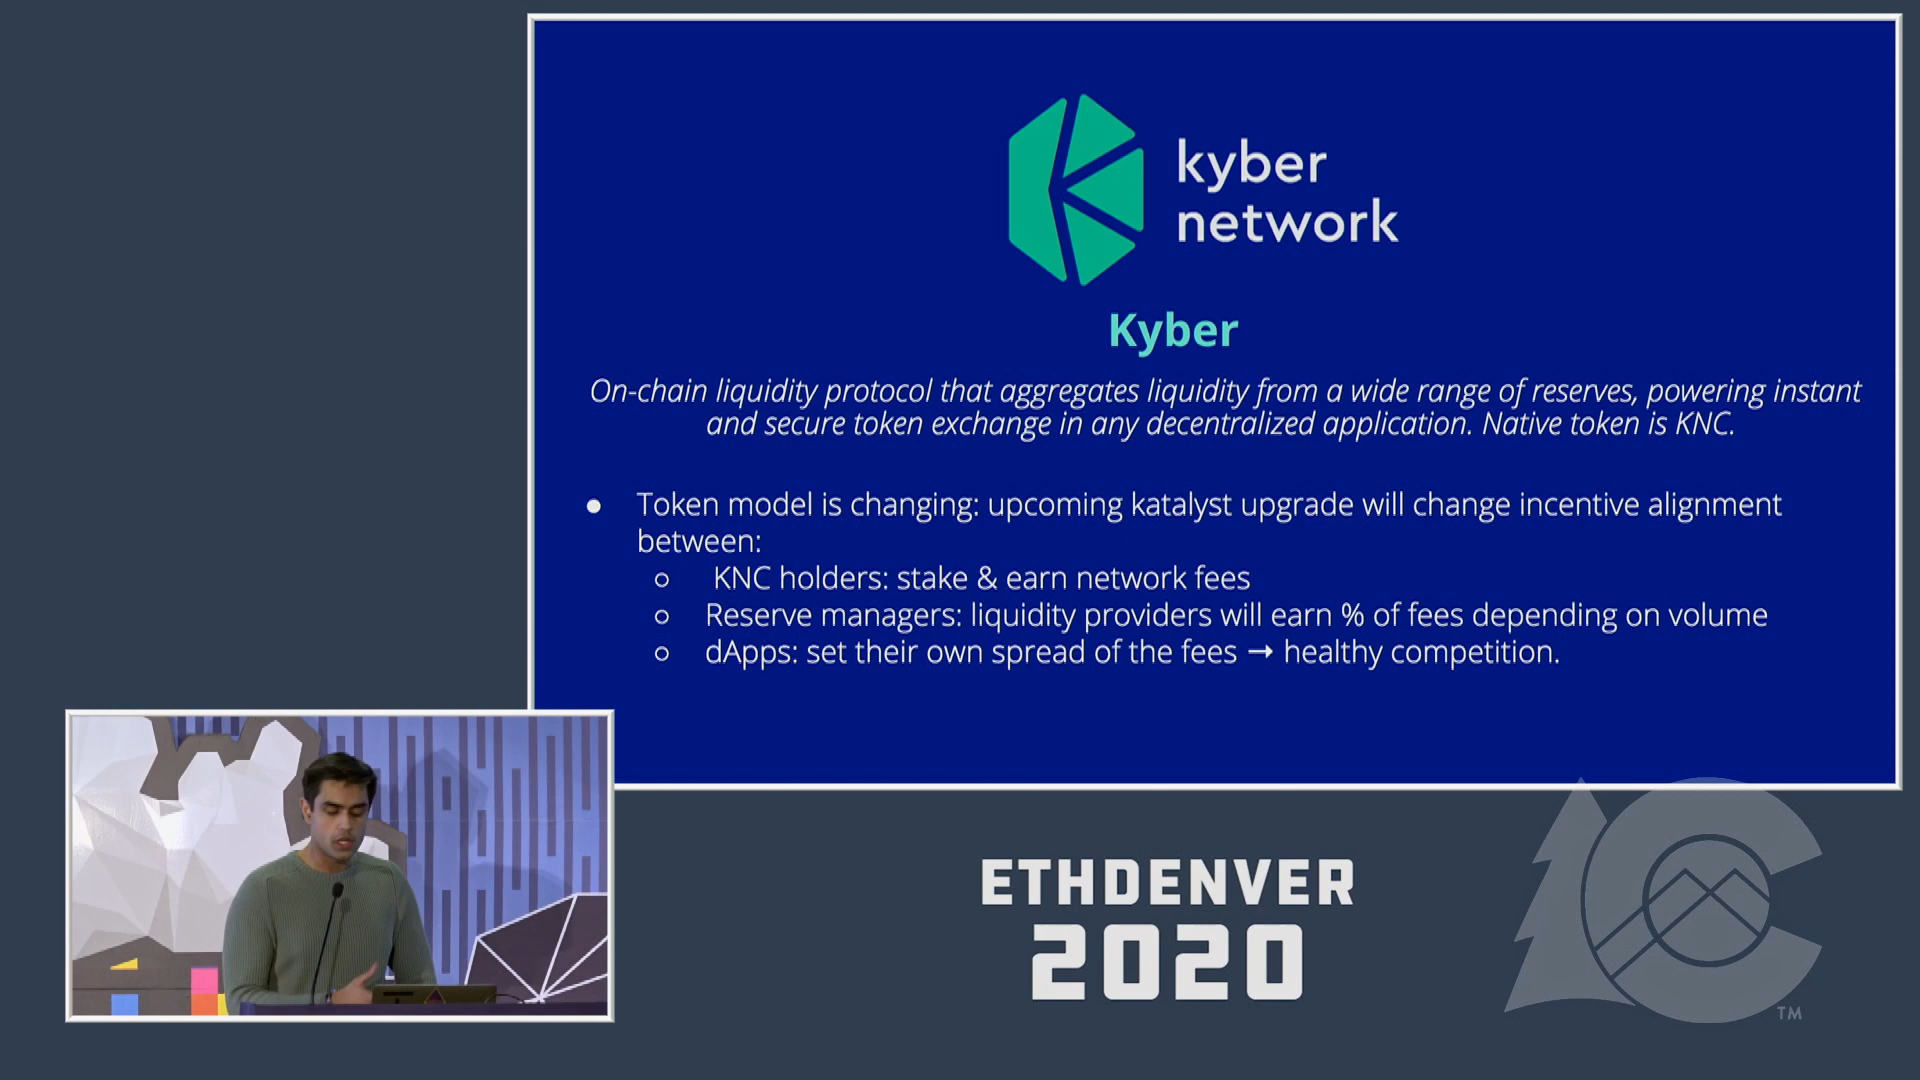 kyber
network
Kyber
On-chain liquidity protocol that aggregates liquidity from a wide range of reserves, powering instant
and secure token exchange in any decentralized application. Native token is KNC.
● Token model is changing: upcoming katalyst upgrade will change incentive alignment
between:
○ KNC holders: stake & earn network fees
○ Reserve managers: liquidity providers will earn % of fees depending on volume
○ dApps: set their own spread of the fees → healthy competition.
ETHDENVER
2020
C
TM